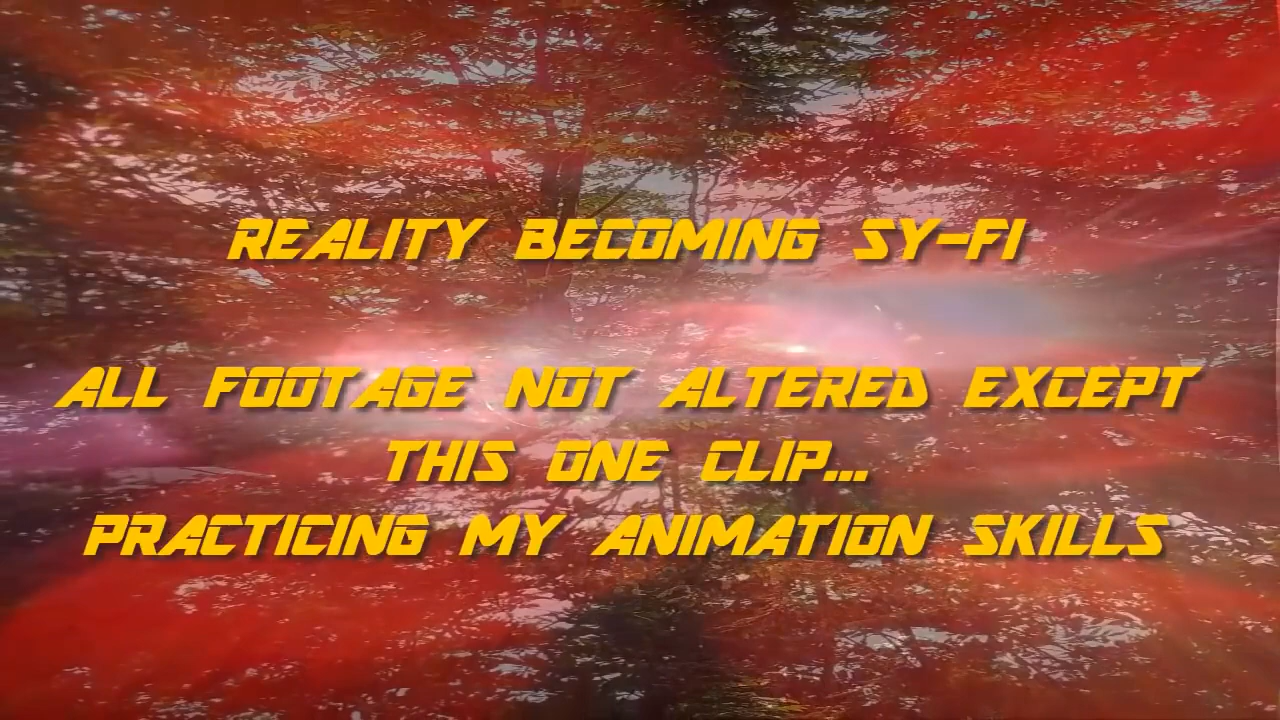 REALITY BECOMING SY-FI
ALL FOOTAGE NOT ALTERED EXCEPT
THIS ONE CLIP...
PRACTICING MY ANIMATION SKILLS